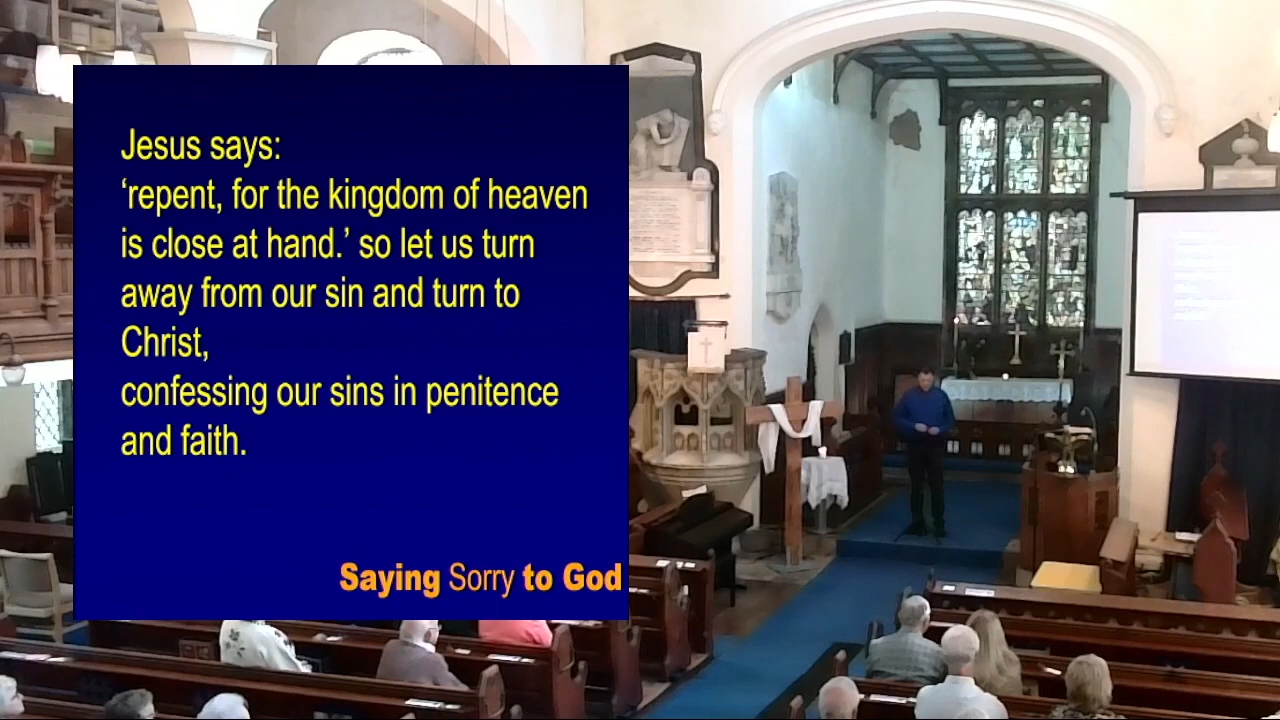 Jesus says:
‘repent, for the kingdom of heaven
is close at hand.’ so let us turn
away from our sin and turn to
Christ,
confessing our sins in penitence
and faith.
Saying Sorry to God